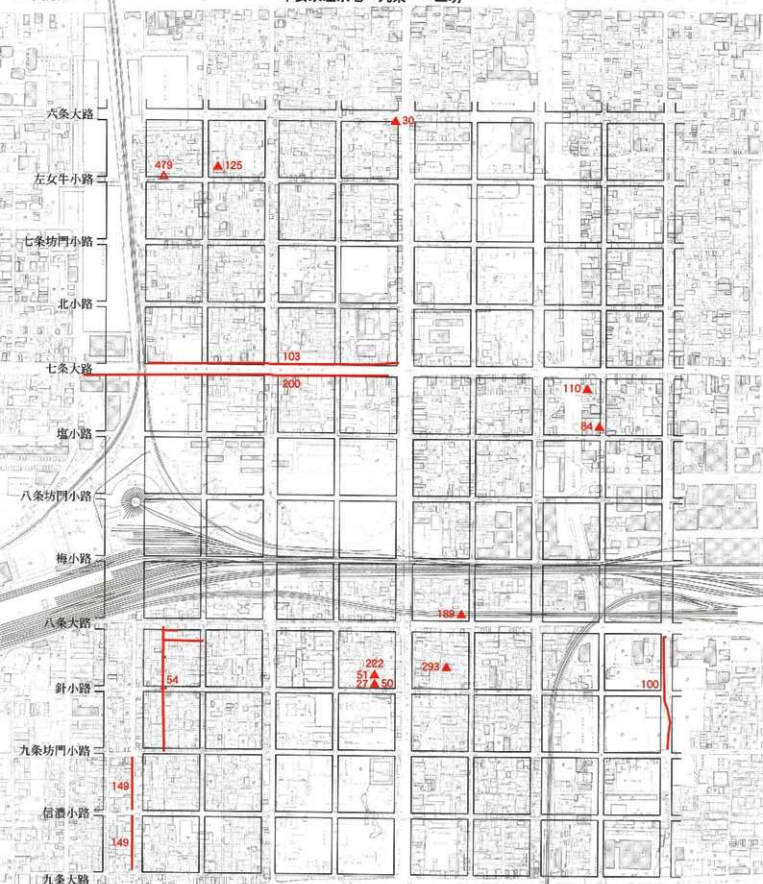 六条大路
30
479
125
左女牛小路
七条坊門小路
北小路
103
七条大路
200
110
塩小路
84
八条坊門小路
梅小路
189
八条大路
222
293
51
54
27
50
針小路
100
九条坊門小路
149
信濃小路
149
九条大路